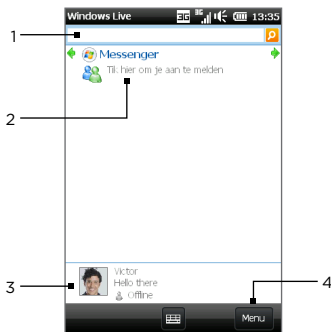 Windows Live 3G 3G 13:35
1
Messenger
Tik hier om je aan te melden
2
Victor
3 Hello there 4
Offline
Menu